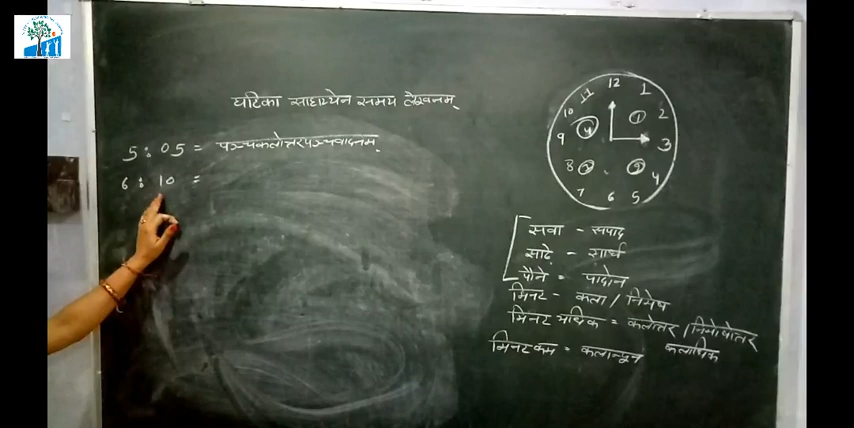 घटिका साहाय्येन समय लेखनम्
5:05 = पञ्चकलोत्तरपञ्चवादनम्
6:10 =
12
11 1
10 2
9 3
8 4
7 5
6
सवा - सपाद
साढे - सार्ध
पौने = पादोन
मिनट - कला / निमेष
मिनट अधिक = कलोत्तर / निमेषोत्तर
कलाधिक
मिनट कम = कलान्यून